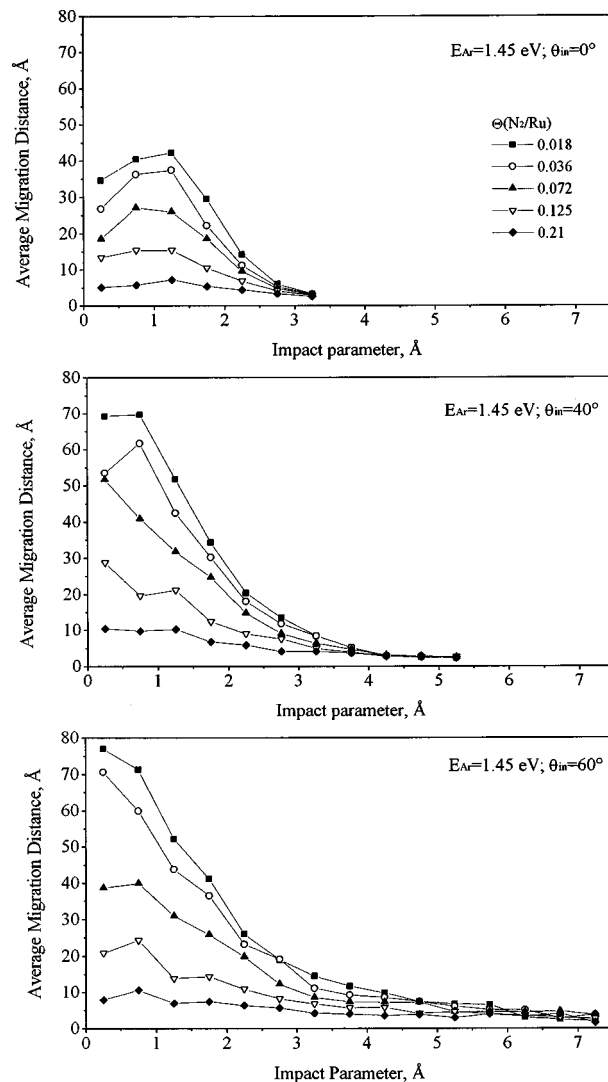 80
70
60
50
40
30
20
10
0
Average Migration Distance, Å
E_Ar=1.45 eV; θ_in=0°
Θ(N₂/Ru)
0.018
0.036
0.072
0.125
0.21
0 1 2 3 4 5 6 7
Impact parameter, Å
80
70
60
50
40
30
20
10
0
Average Migration Distance, Å
E_Ar=1.45 eV; θ_in=40°
0 1 2 3 4 5 6 7
Impact parameter, Å
80
70
60
50
40
30
20
10
0
Average Migration Distance, Å
E_Ar=1.45 eV; θ_in=60°
0 1 2 3 4 5 6 7
Impact Parameter, Å